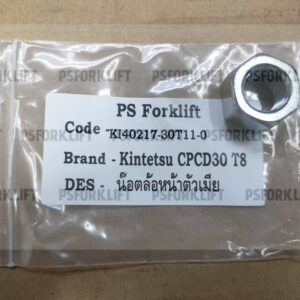 PS Forklift
Code - KI40217-30T11-0
Brand - Kintetsu CPCD30 T8
DES - น๊อตล้อหน้าตัวเมีย
PSFORKLIFT PSFORKLIFT PSFORKLIFT